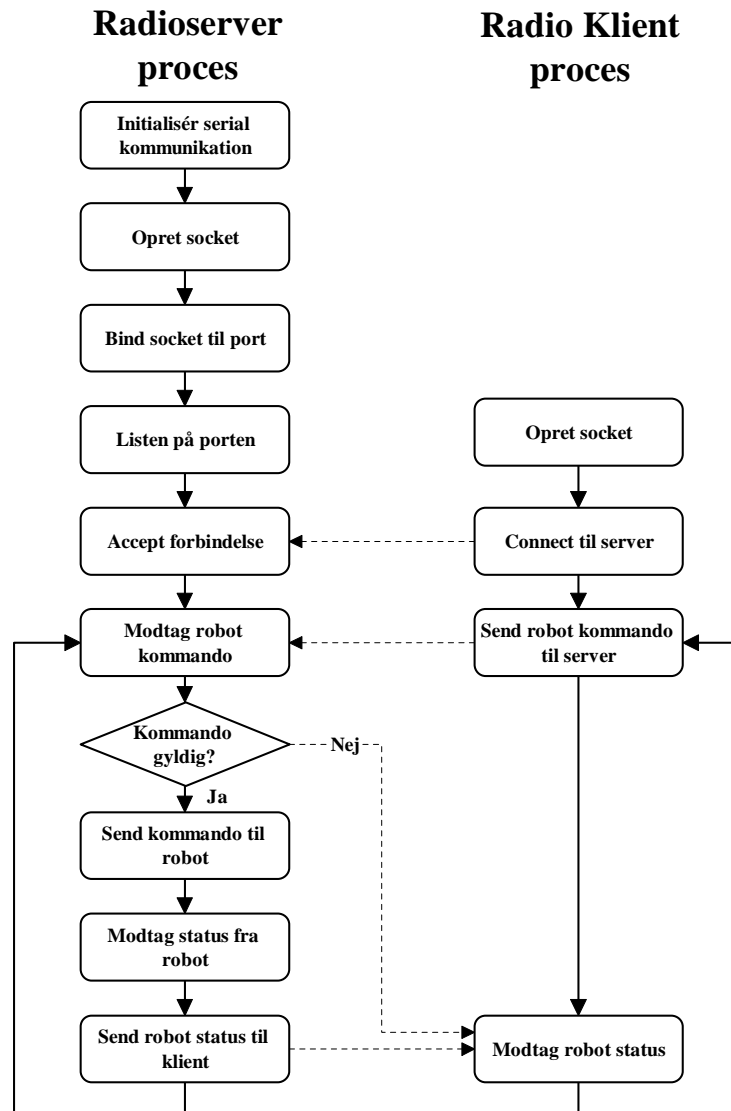 Radioserver
proces
Radio Klient
proces
Initialisér serial
kommunikation
Opret socket
Bind socket til port
Listen på porten
Opret socket
Accept forbindelse
Connect til server
Modtag robot
kommando
Send robot kommando
til server
Kommando
gyldig?
Nej
Ja
Send kommando til
robot
Modtag status fra
robot
Send robot status til
klient
Modtag robot status